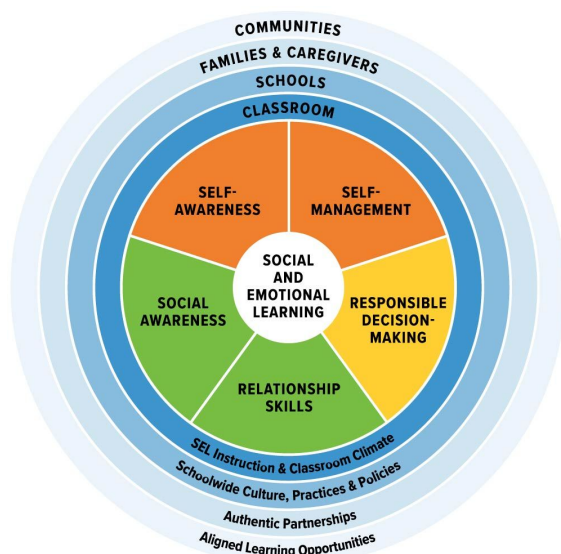 COMMUNITIES
FAMILIES & CAREGIVERS
SCHOOLS
CLASSROOM
SELF-
AWARENESS
SELF-
MANAGEMENT
SOCIAL
AND
EMOTIONAL
LEARNING
SOCIAL
AWARENESS
RESPONSIBLE
DECISION-
MAKING
RELATIONSHIP
SKILLS
SEL Instruction & Classroom Climate
Schoolwide Culture, Practices & Policies
Authentic Partnerships
Aligned Learning Opportunities